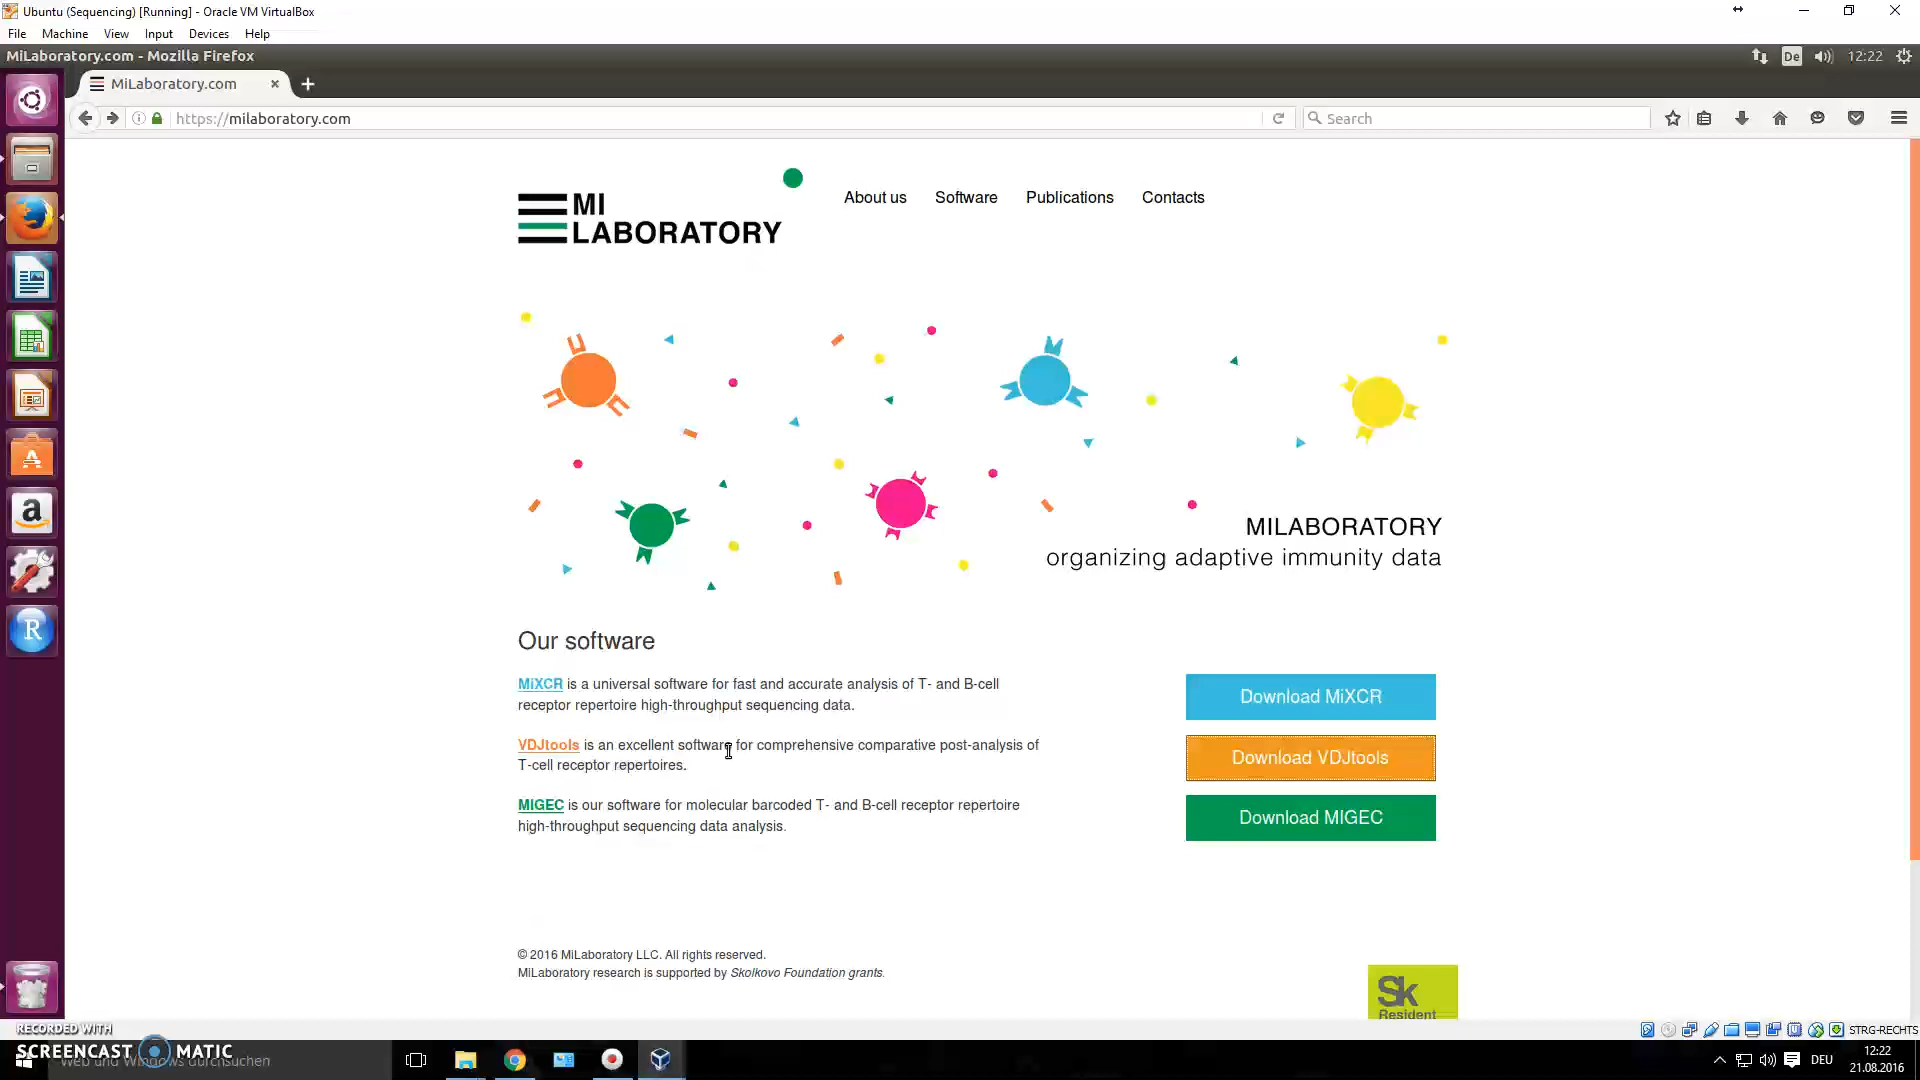 Ubuntu (Sequencing) [Running] - Oracle VM VirtualBox
File Machine View Input Devices Help
MiLaboratory.com - Mozilla Firefox
De 12:22
MiLaboratory.com
https://milaboratory.com
Search
MI
LABORATORY
About us Software Publications Contacts
MILABORATORY
organizing adaptive immunity data
Our software
MiXCR is a universal software for fast and accurate analysis of T- and B-cell
receptor repertoire high-throughput sequencing data.
Download MiXCR
VDJtools is an excellent software for comprehensive comparative post-analysis of
T-cell receptor repertoires.
Download VDJtools
MIGEC is our software for molecular barcoded T- and B-cell receptor repertoire
high-throughput sequencing data analysis.
Download MIGEC
© 2016 MiLaboratory LLC. All rights reserved.
MiLaboratory research is supported by Skolkovo Foundation grants.
Sk
Resident
a
R
STRG-RECHTS
RECORDED WITH
SCREENCAST MATIC
Web und Windows durchsuchen
DEU
12:22
21.08.2016